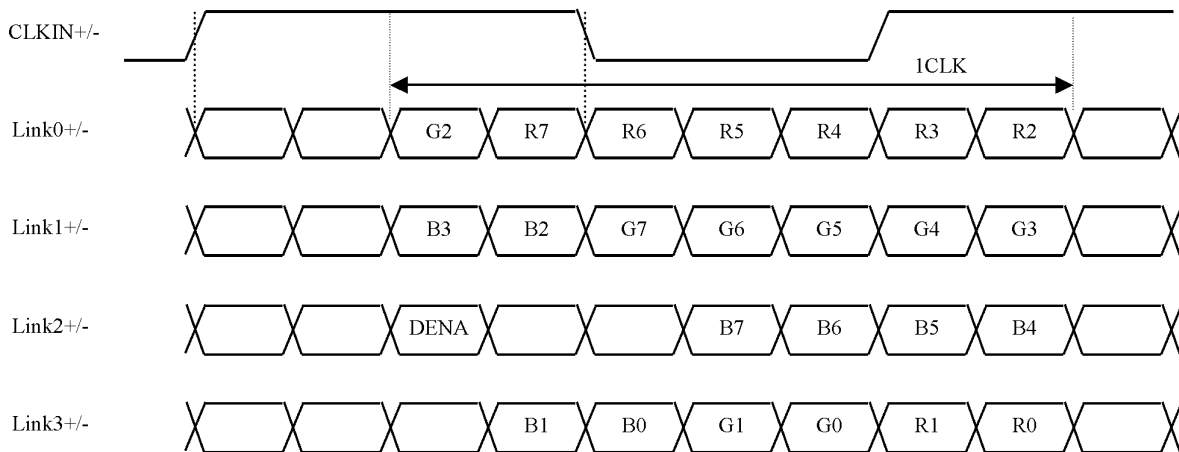 CLKIN+/-
1CLK
Link0+/- G2 R7 R6 R5 R4 R3 R2
Link1+/- B3 B2 G7 G6 G5 G4 G3
Link2+/- DENA B7 B6 B5 B4
Link3+/- B1 B0 G1 G0 R1 R0